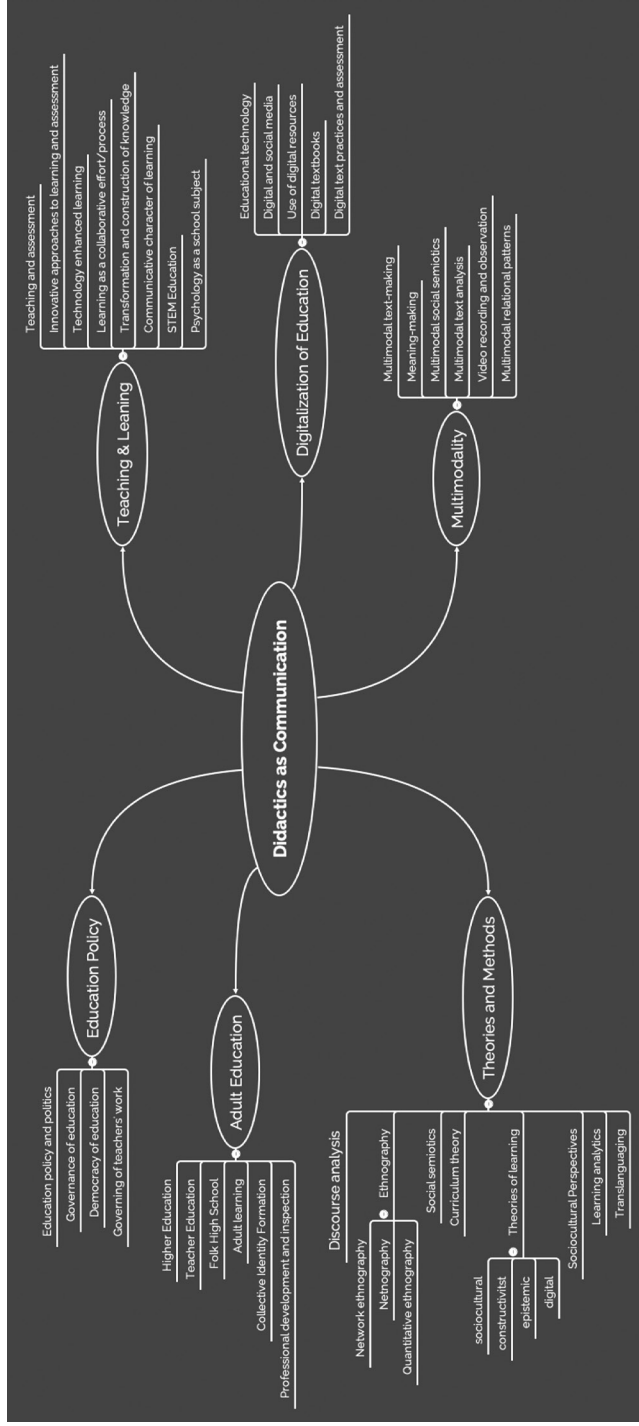 Didactics as Communication
Education Policy
Education policy and politics
Governance of education
Democracy of education
Governing of teachers' work
Adult Education
Higher Education
Teacher Education
Folk High School
Adult learning
Collective Identity Formation
Professional development and inspection
Theories and Methods
Discourse analysis
Ethnography
Network ethnography
Netnography
Quantitative ethnography
Social semiotics
Curriculum theory
Theories of learning
sociocultural
constructivitst
epistemic
digital
Sociocultural Perspectives
Learning analytics
Translanguaging
Teaching & Leaning
Teaching and assessment
Innovative approaches to learning and assessment
Technology enhanced learning
Learning as a collaborative effort/process
Transformation and construction of knowledge
Communicative character of learning
STEM Education
Psychology as a school subject
Digitalization of Education
Educational technology
Digital and social media
Use of digital resources
Digital textbooks
Digital text practices and assessment
Multimodality
Multimodal text-making
Meaning-making
Multimodal social semiotics
Multimodal text analysis
Video recording and observation
Multimodal relational patterns